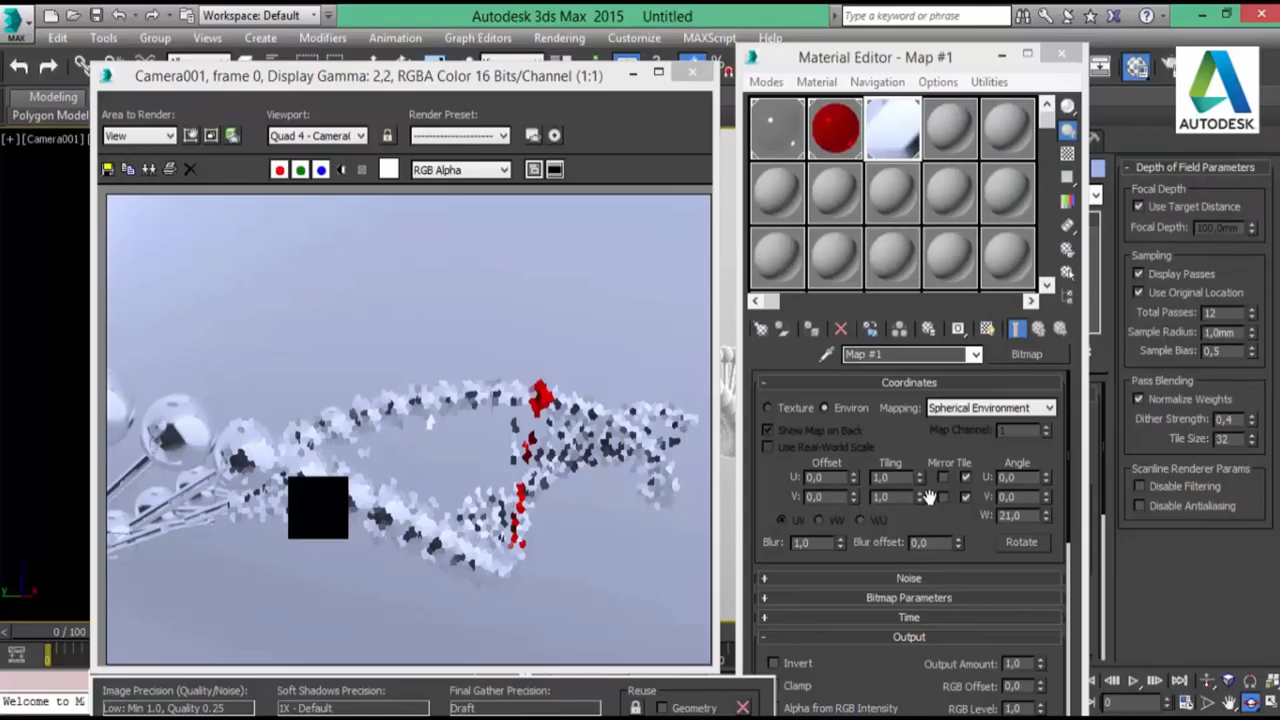 Workspace: Default
Autodesk 3ds Max 2015 Untitled
Type a keyword or phrase
Edit Tools Group Views Create Modifiers Animation Graph Editors Rendering Customize MAXScript Help
Modeling
Polygon Modeling
[+][Camera001]
Camera001, frame 0, Display Gamma: 2,2, RGBA Color 16 Bits/Channel (1:1)
Area to Render:
View
Viewport:
Quad 4 - Camera(
Render Preset:
RGB Alpha
Material Editor - Map #1
Modes Material Navigation Options Utilities
Map #1
Bitmap
Coordinates
Texture Environ Mapping: Spherical Environment
Show Map on Back Map Channel: 1
Use Real-World Scale
Offset Tiling Mirror Tile Angle
U: 0,0 1,0 U: 0,0
V: 0,0 1,0 V: 0,0
W: 21,0
UV VW WU
Blur: 1,0 Blur offset: 0,0 Rotate
Noise
Bitmap Parameters
Time
Output
Invert Output Amount: 1,0
Clamp RGB Offset: 0,0
Alpha from RGB Intensity RGB Level: 1,0
AUTODESK
Depth of Field Parameters
Focal Depth
Use Target Distance
Focal Depth: 100,0mm
Sampling
Display Passes
Use Original Location
Total Passes: 12
Sample Radius: 1,0mm
Sample Bias: 0,5
Pass Blending
Normalize Weights
Dither Strength: 0,4
Tile Size: 32
Scanline Renderer Params
Disable Filtering
Disable Antialiasing
0 / 100
Welcome to M
Image Precision (Quality/Noise):
Low: Min 1.0, Quality 0.25
Soft Shadows Precision:
1X - Default
Final Gather Precision:
Draft
Reuse
Geometry
0